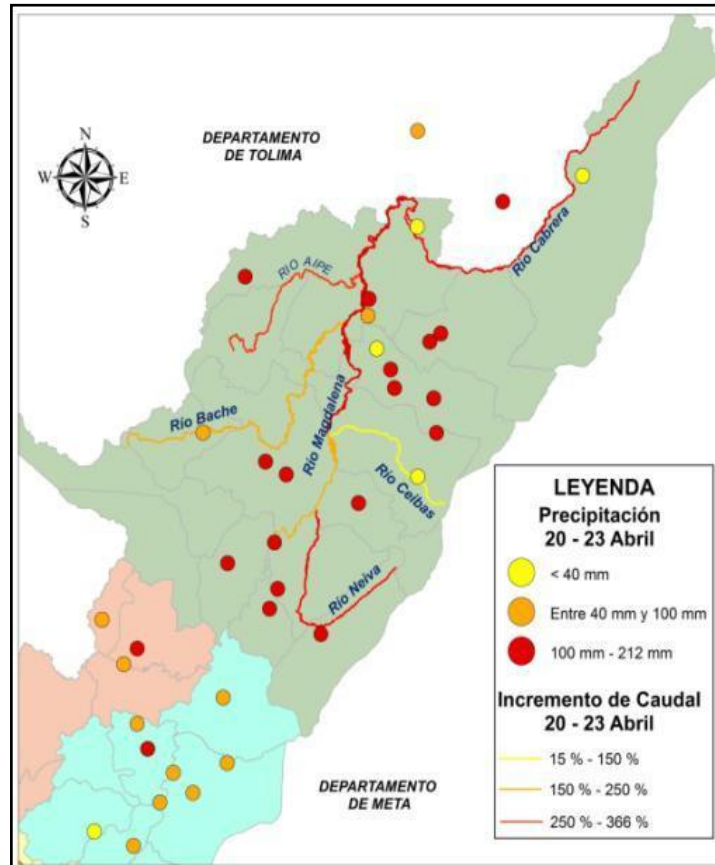 DEPARTAMENTO
DE TOLIMA
N
W
E
S
RIO AIPE
Río Cabrera
Río Magdalena
Río Bache
Río Ceibas
Río Neiva
DEPARTAMENTO
DE META
LEYENDA
Precipitación
20 - 23 Abril
< 40 mm
Entre 40 mm y 100 mm
100 mm - 212 mm
Incremento de Caudal
20 - 23 Abril
15 % - 150 %
150 % - 250 %
250 % - 366 %